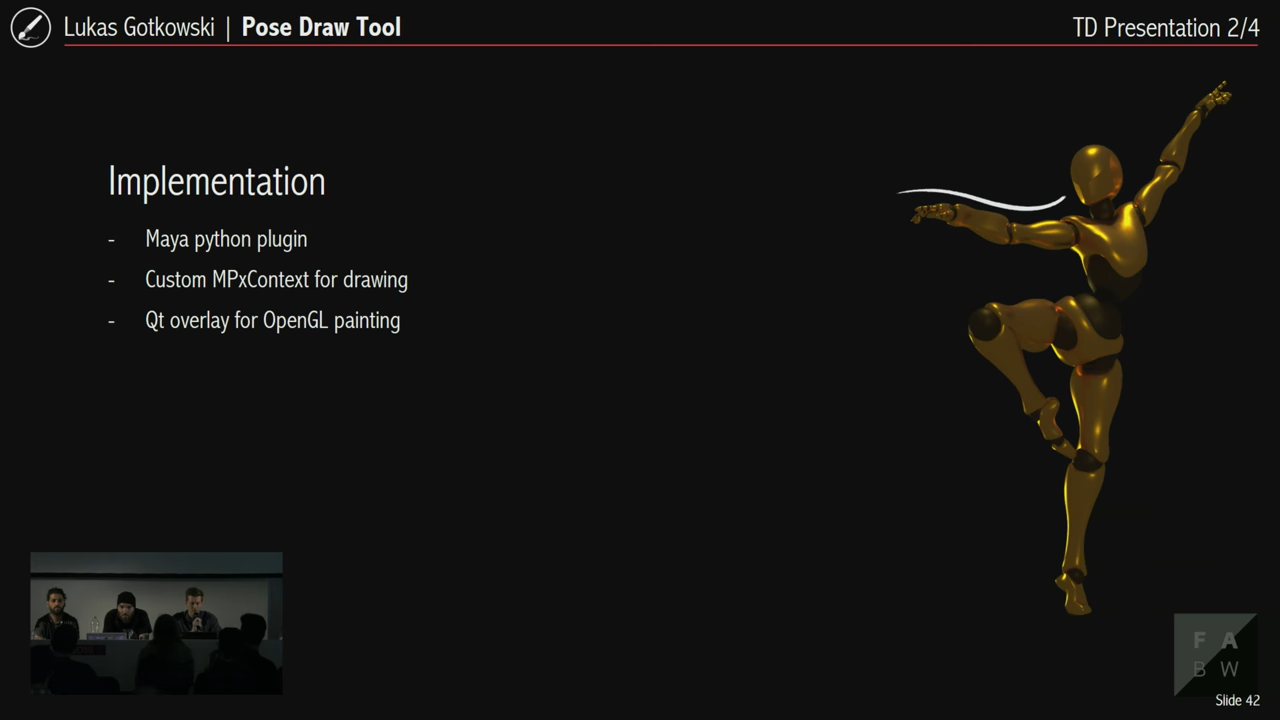 Lukas Gotkowski | Pose Draw Tool
TD Presentation 2/4
Implementation
- Maya python plugin
- Custom MPxContext for drawing
- Qt overlay for OpenGL painting
F A
B W
Slide 42